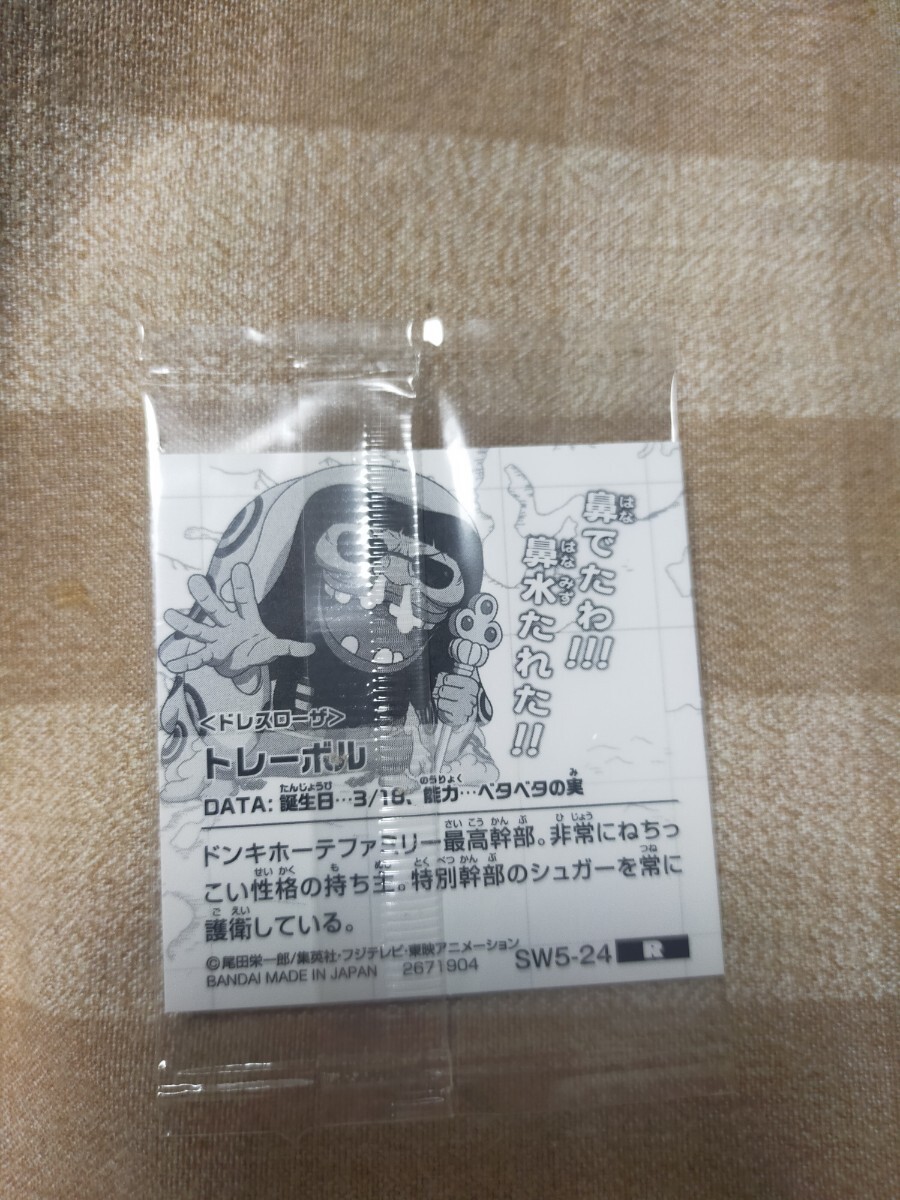 鼻でたわ!!!
鼻水たれた!!
<ドレスローザ>
トレーボル
DATA: 誕生日…3/18、能力…ベタベタの実
ドンキホーテファミリー最高幹部。非常にねちっ
こい性格の持ち主。特別幹部のシュガーを常に
護衛している。
©尾田栄一郎/集英社・フジテレビ・東映アニメーション
BANDAI MADE IN JAPAN 2671904 SW5-24 R